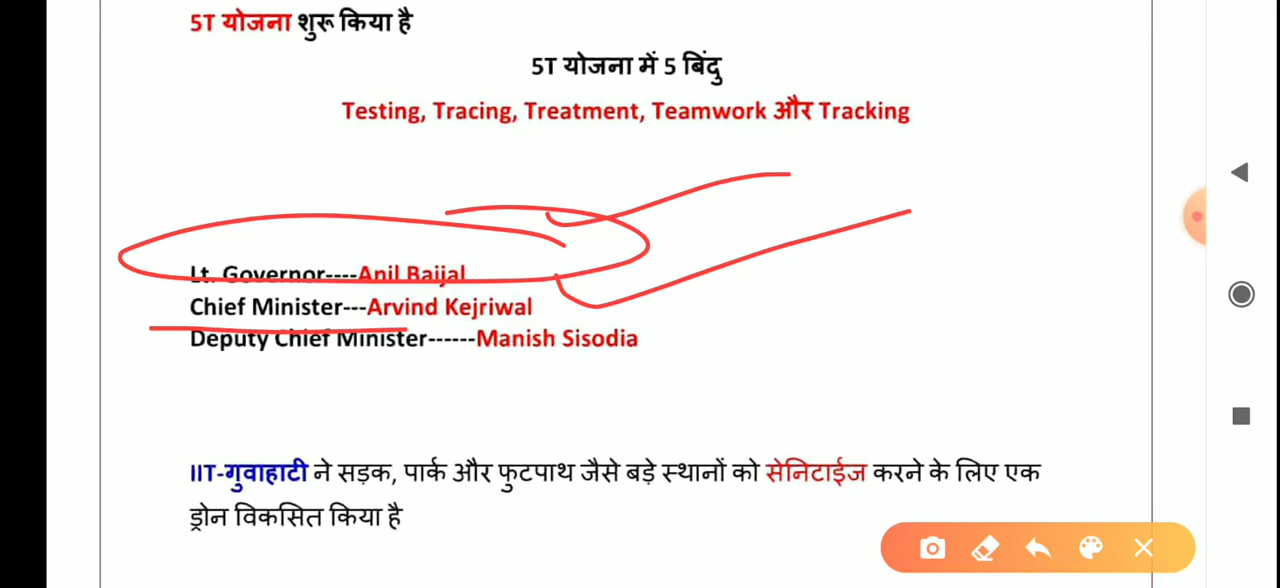 5T योजना शुरू किया है
5T योजना में 5 बिंदु
Testing, Tracing, Treatment, Teamwork और Tracking
Lt. Governor----Anil Baijal
Chief Minister---Arvind Kejriwal
Deputy Chief Minister------Manish Sisodia
IIT-गुवाहाटी ने सड़क, पार्क और फुटपाथ जैसे बड़े स्थानों को सेनिटाईज करने के लिए एक
ड्रोन विकसित किया है